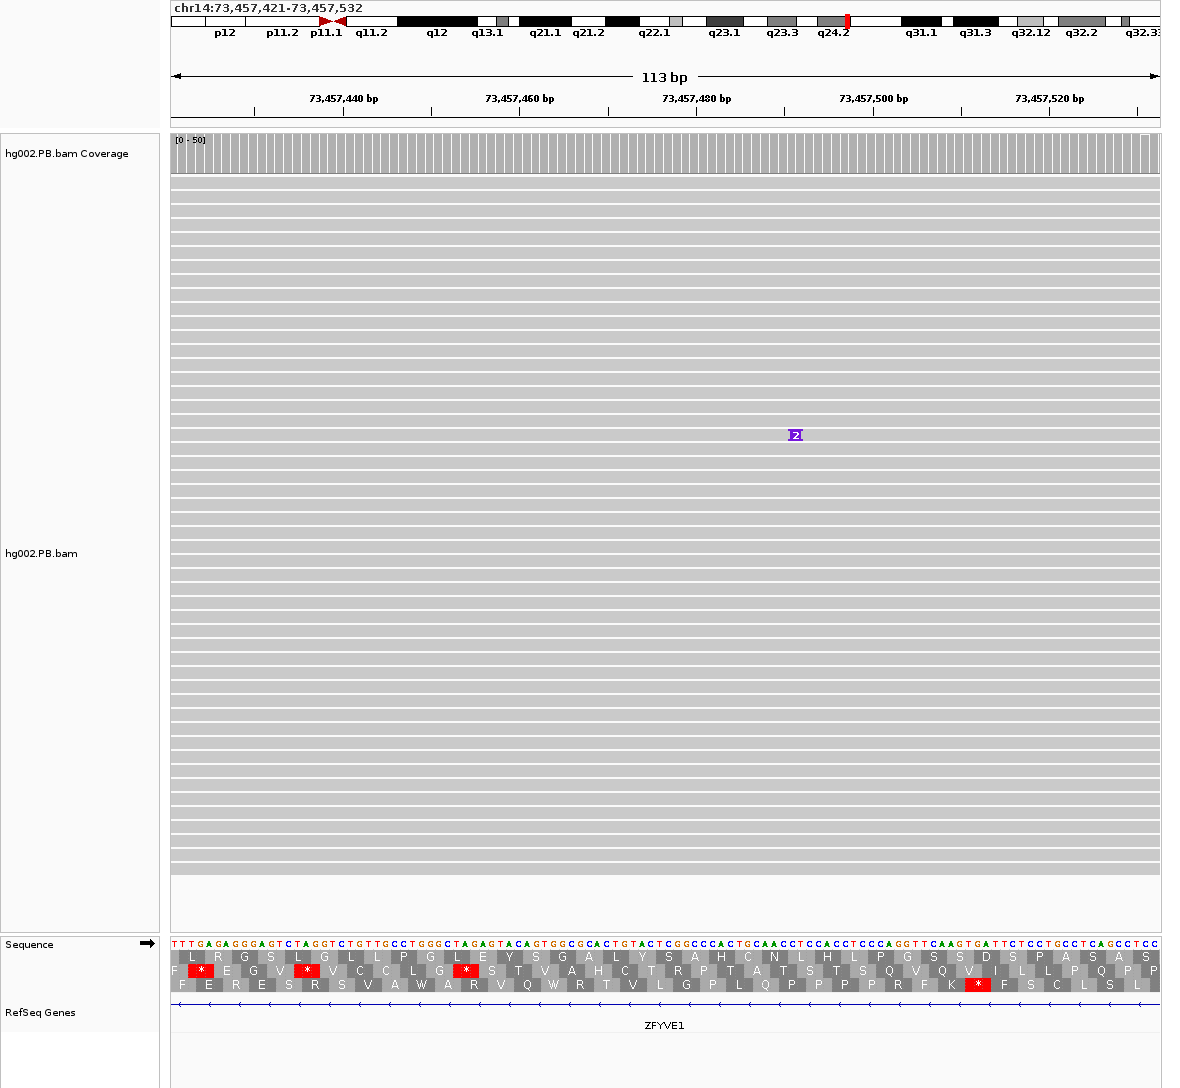 chr14:73,457,421-73,457,532
p12 p11.2 p11.1 q11.2 q12 q13.1 q21.1 q21.2 q22.1 q23.1 q23.3 q24.2 q31.1 q31.3 q32.12 q32.2 q32.33
113 bp
73,457,440 bp 73,457,460 bp 73,457,480 bp 73,457,500 bp 73,457,520 bp
[0 - 50]
hg002.PB.bam Coverage
2
hg002.PB.bam
Sequence
TTTGAGAGGGAGTCTAGGTCTGTTGCCTGGGCTAGAGTACAGTGGCGCACTGTACTCGGCCCACTGCAACCTCCACCTCCCAGGTTCAAGTGATTCTCCTGCCTCAGCCTCC
L R G S L G L L P G L E Y S G A L Y S A H C N L H L P G S S D S P A S A S
F * E G V * V C C L G * S T V A H C T R P T A T S T S Q V Q V I L L P Q P P
F E R E S R S V A W A R V Q W R T V L G P L Q P P P P R F K * F S C L S L
RefSeq Genes
ZFYVE1